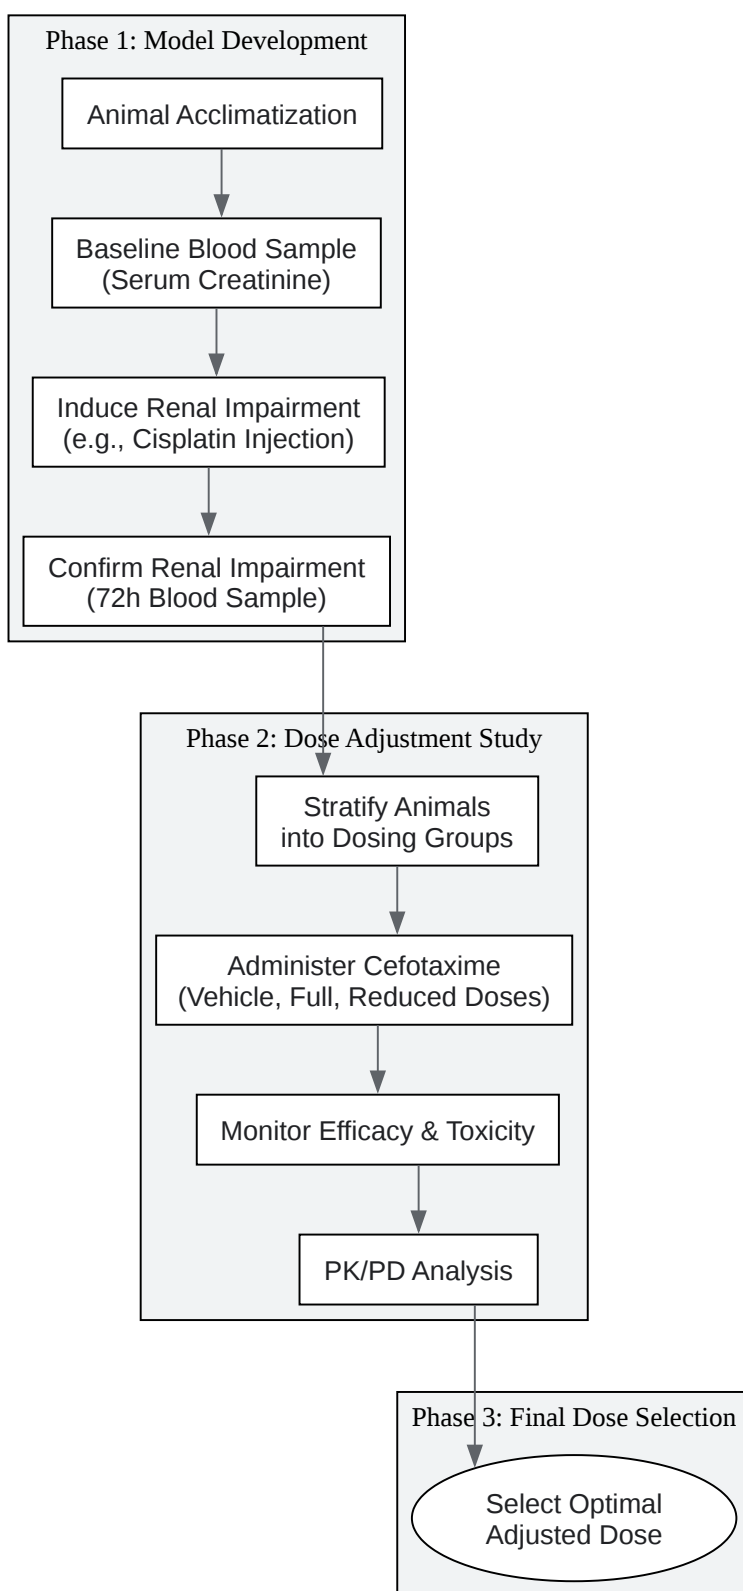 Phase 1: Model Development
Animal Acclimatization
Baseline Blood Sample
(Serum Creatinine)
Induce Renal Impairment
(e.g., Cisplatin Injection)
Confirm Renal Impairment
(72h Blood Sample)
Phase 2: Dose Adjustment Study
Stratify Animals
into Dosing Groups
Administer Cefotaxime
(Vehicle, Full, Reduced Doses)
Monitor Efficacy & Toxicity
PK/PD Analysis
Phase 3: Final Dose Selection
Select Optimal
Adjusted Dose